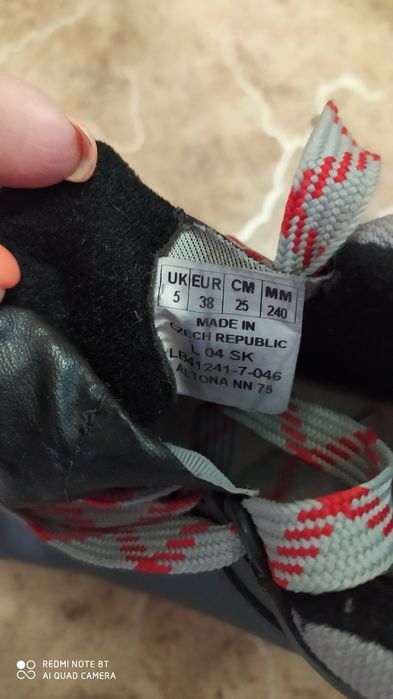 UK EUR CM MM
5 38 25 240
MADE IN
CZECH REPUBLIC
L 04 SK
LB41241-7-046
ALTONA NN 75
REDMI NOTE 8T
AI QUAD CAMERA